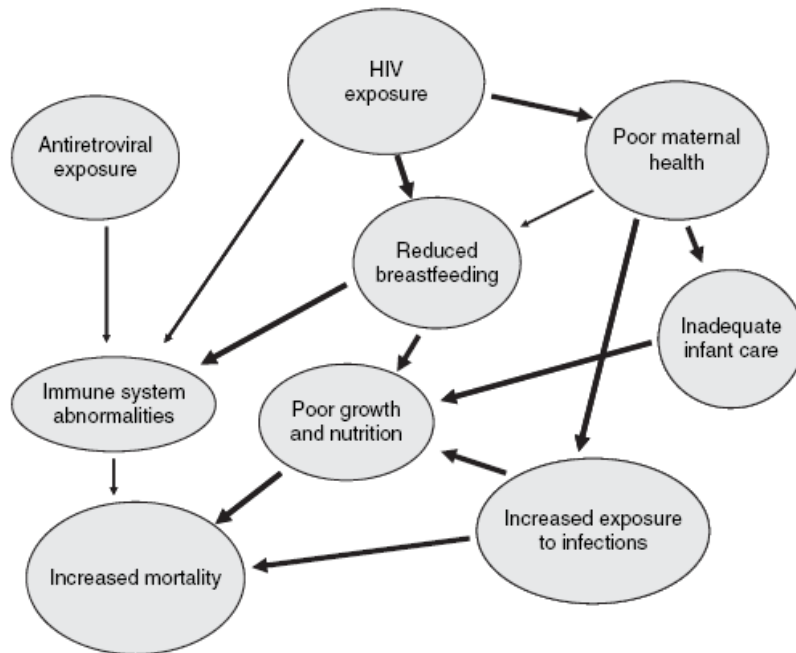 HIV
exposure
Antiretroviral
exposure
Poor maternal
health
Reduced
breastfeeding
Inadequate
infant care
Immune system
abnormalities
Poor growth
and nutrition
Increased exposure
to infections
Increased mortality